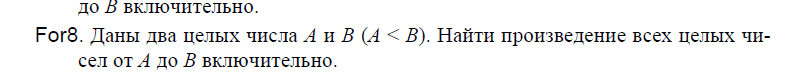 до B включительно.
For8. Даны два целых числа A и B (A < B). Найти произведение всех целых чи-
сел от A до B включительно.